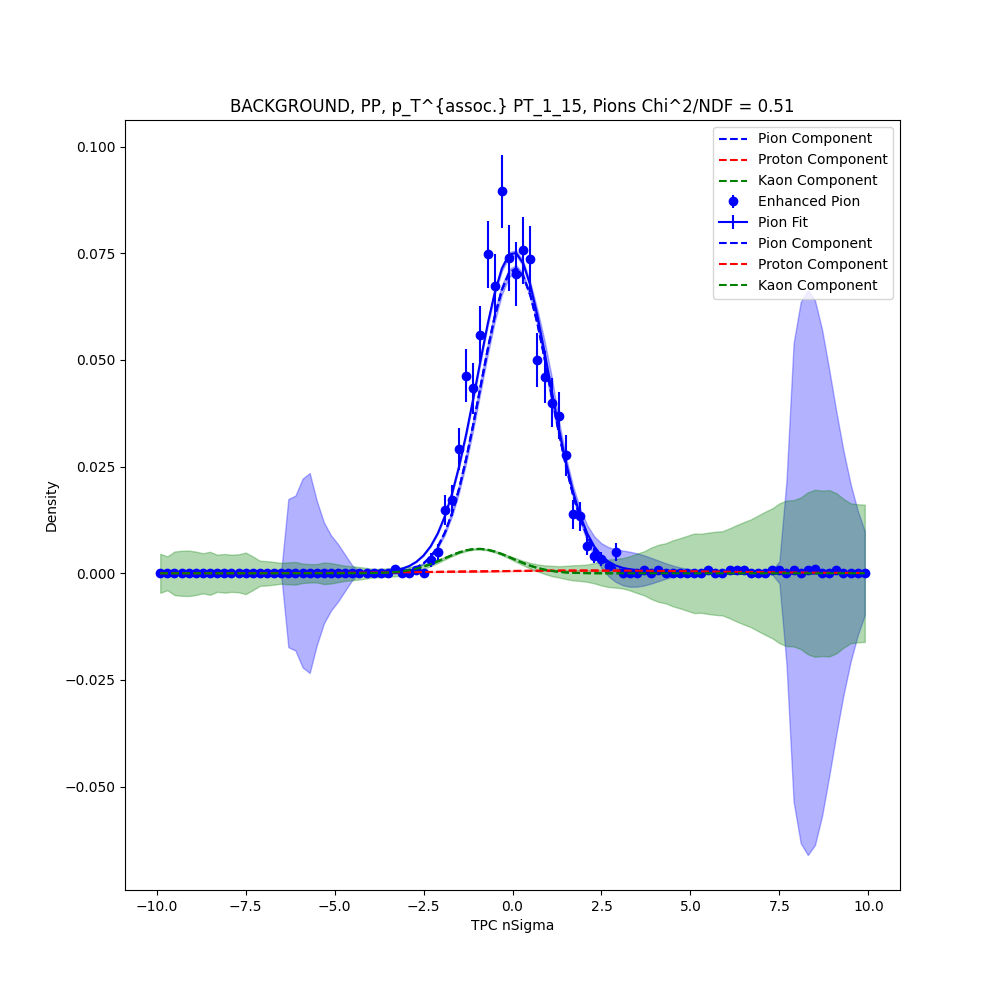 BACKGROUND, PP, p_T^{assoc.} PT_1_15, Pions Chi^2/NDF = 0.51
Pion Component
Proton Component
Kaon Component
Enhanced Pion
Pion Fit
Pion Component
Proton Component
Kaon Component
0.100
0.075
0.050
0.025
0.000
−0.025
−0.050
Density
−10.0 −7.5 −5.0 −2.5 0.0 2.5 5.0 7.5 10.0
TPC nSigma